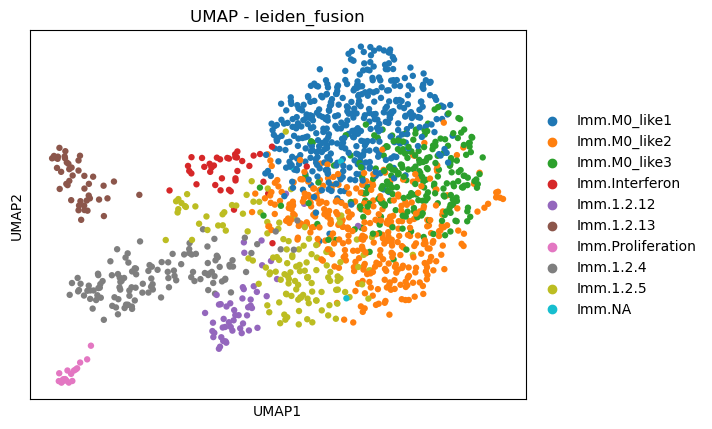 UMAP - leiden_fusion
UMAP2
UMAP1
Imm.M0_like1
Imm.M0_like2
Imm.M0_like3
Imm.Interferon
Imm.1.2.12
Imm.1.2.13
Imm.Proliferation
Imm.1.2.4
Imm.1.2.5
Imm.NA